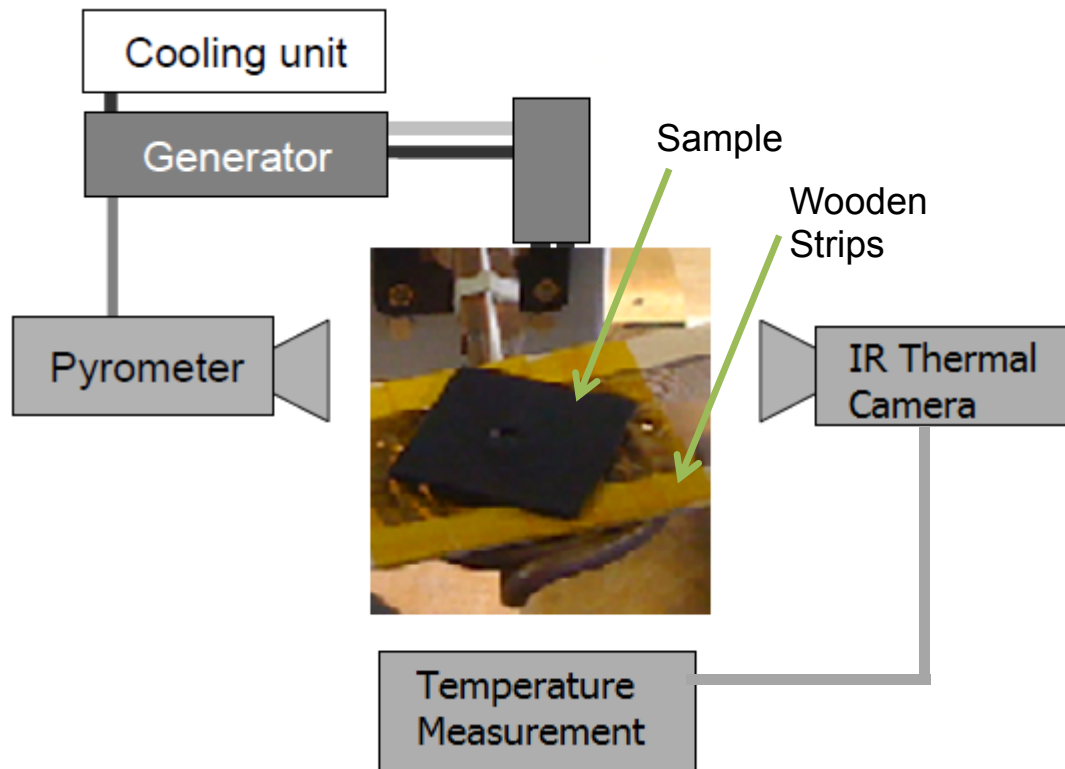 Cooling unit
Generator
Sample
Wooden
Strips
Pyrometer
IR Thermal
Camera
Temperature
Measurement